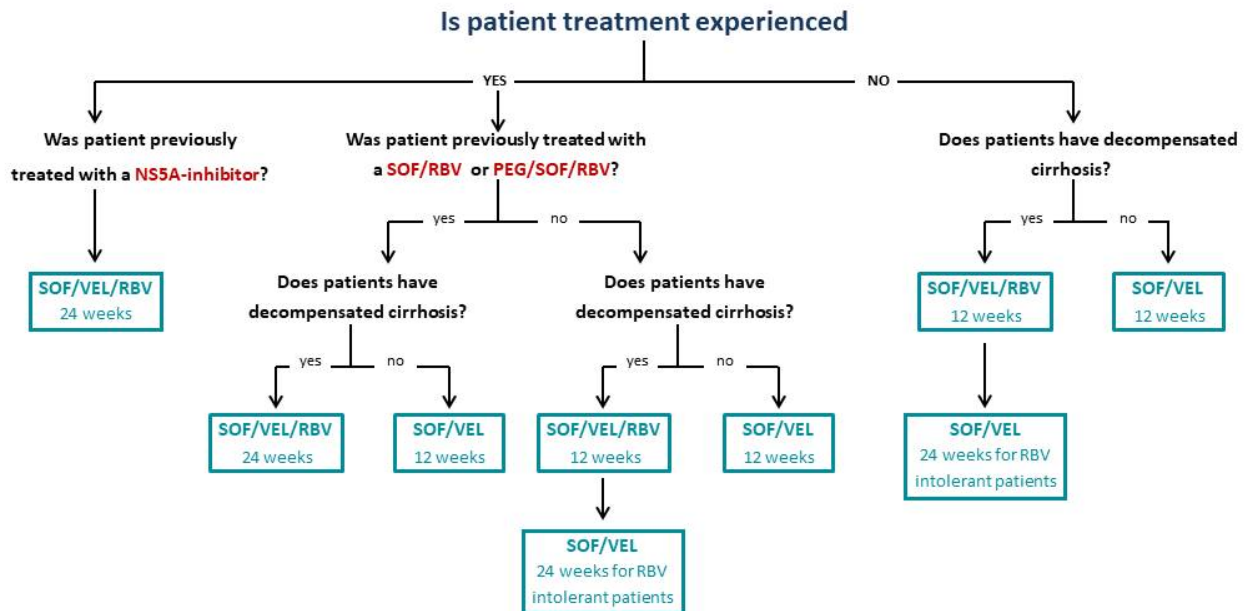 Is patient treatment experienced
YES
NO
Was patient previously
treated with a NS5A-inhibitor?
Was patient previously treated with
a SOF/RBV or PEG/SOF/RBV?
Does patients have decompensated
cirrhosis?
yes
no
yes
no
SOF/VEL/RBV
24 weeks
Does patients have
decompensated cirrhosis?
Does patients have
decompensated cirrhosis?
SOF/VEL/RBV
12 weeks
SOF/VEL
12 weeks
yes
no
yes
no
SOF/VEL/RBV
24 weeks
SOF/VEL
12 weeks
SOF/VEL/RBV
12 weeks
SOF/VEL
12 weeks
SOF/VEL
24 weeks for RBV
intolerant patients
SOF/VEL
24 weeks for RBV
intolerant patients